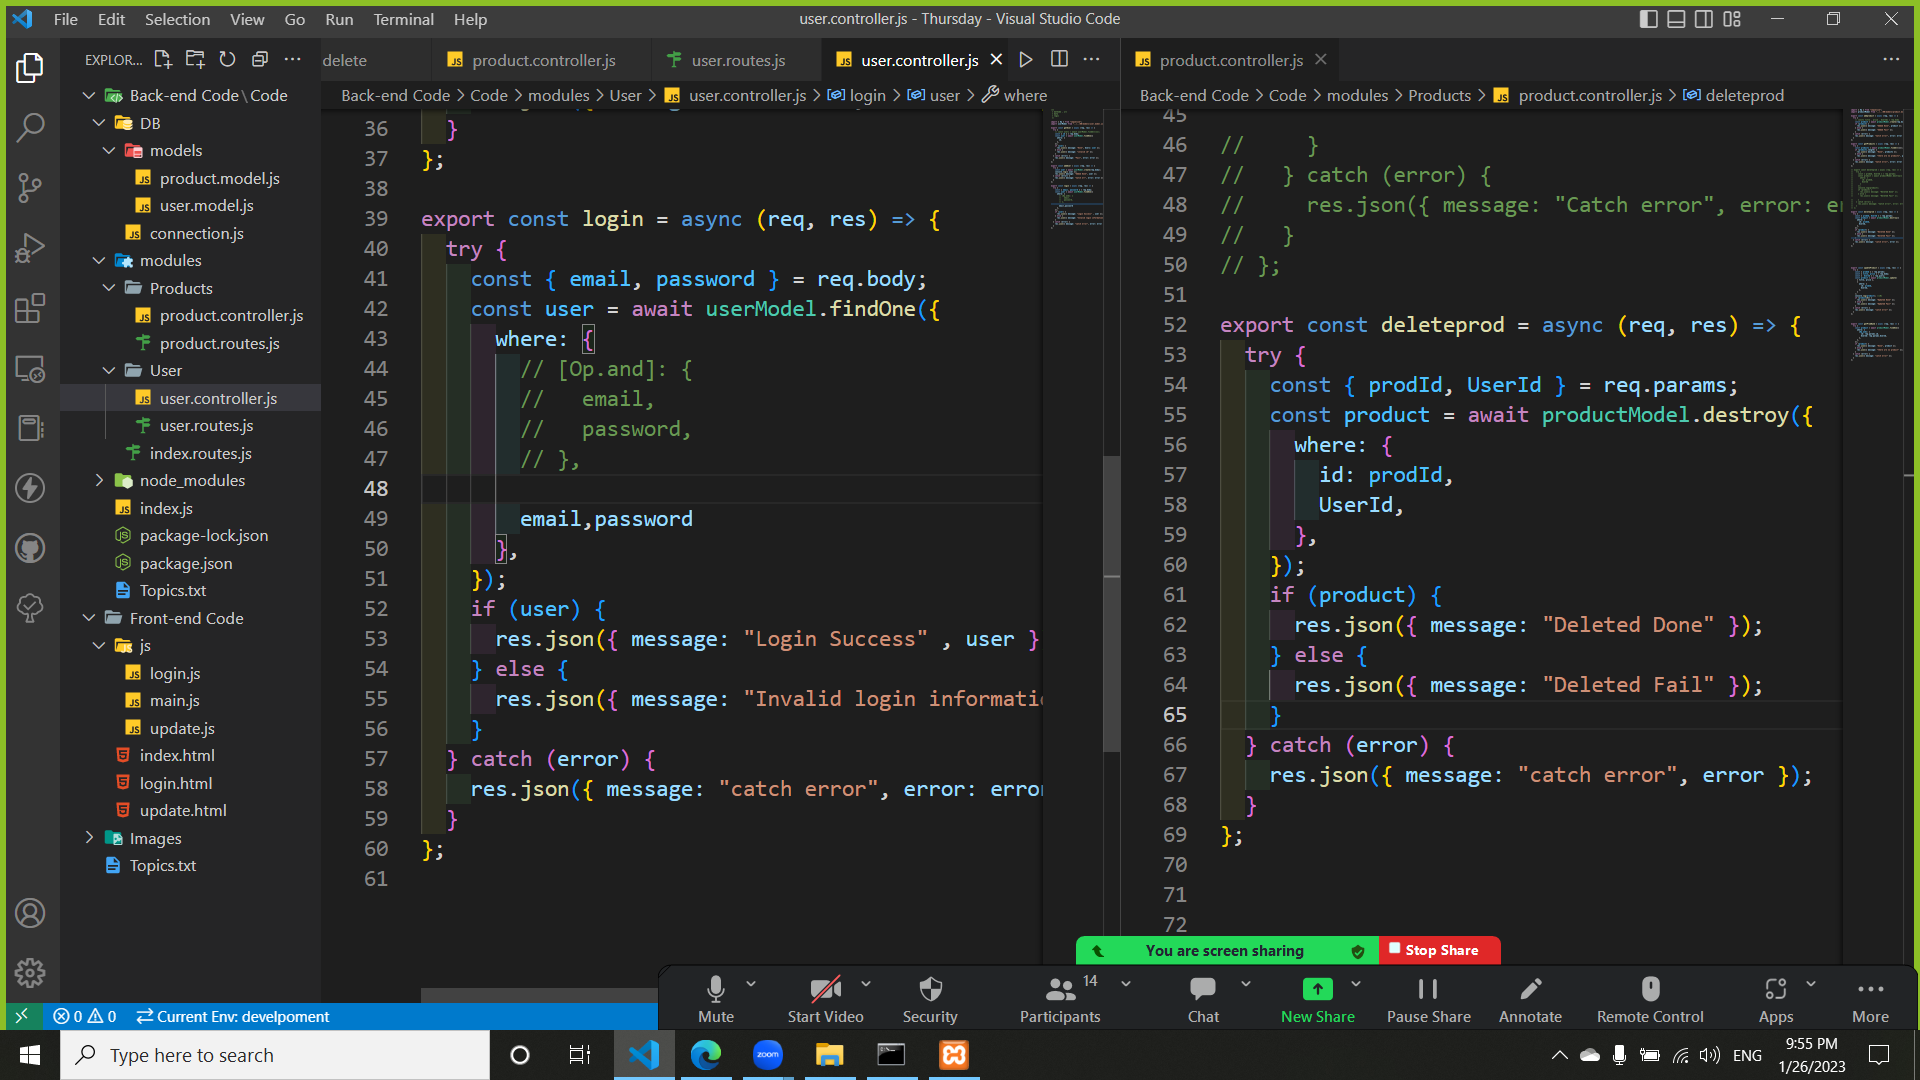 File Edit Selection View Go Run Terminal Help
user.controller.js - Thursday - Visual Studio Code
EXPLOR...
Back-end Code \ Code
DB
models
product.model.js
user.model.js
connection.js
modules
Products
product.controller.js
product.routes.js
User
user.controller.js
user.routes.js
index.routes.js
node_modules
index.js
package-lock.json
package.json
Topics.txt
Front-end Code
js
login.js
main.js
update.js
index.html
login.html
update.html
Images
Topics.txt
delete product.controller.js user.routes.js user.controller.js
Back-end Code > Code > modules > User > user.controller.js > login > user > where
36 }
37 };
38
39 export const login = async (req, res) => {
40 try {
41 const { email, password } = req.body;
42 const user = await userModel.findOne({
43 where: {
44 // [Op.and]: {
45 // email,
46 // password,
47 // },
48
49 email,password
50 },
51 });
52 if (user) {
53 res.json({ message: "Login Success" , user }
54 } else {
55 res.json({ message: "Invalid login informatio
56 }
57 } catch (error) {
58 res.json({ message: "catch error", error: erro
59 }
60 };
61
product.controller.js
Back-end Code > Code > modules > Products > product.controller.js > deleteprod
45
46 // }
47 // } catch (error) {
48 // res.json({ message: "Catch error", error: er
49 // }
50 // };
51
52 export const deleteprod = async (req, res) => {
53 try {
54 const { prodId, UserId } = req.params;
55 const product = await productModel.destroy({
56 where: {
57 id: prodId,
58 UserId,
59 },
60 });
61 if (product) {
62 res.json({ message: "Deleted Done" });
63 } else {
64 res.json({ message: "Deleted Fail" });
65 }
66 } catch (error) {
67 res.json({ message: "catch error", error });
68 }
69 };
70
71
72
You are screen sharing Stop Share
Mute Start Video Security Participants 14 Chat New Share Pause Share Annotate Remote Control Apps More
0 0 Current Env: develpoment
Type here to search
zoom
ENG
9:55 PM
1/26/2023